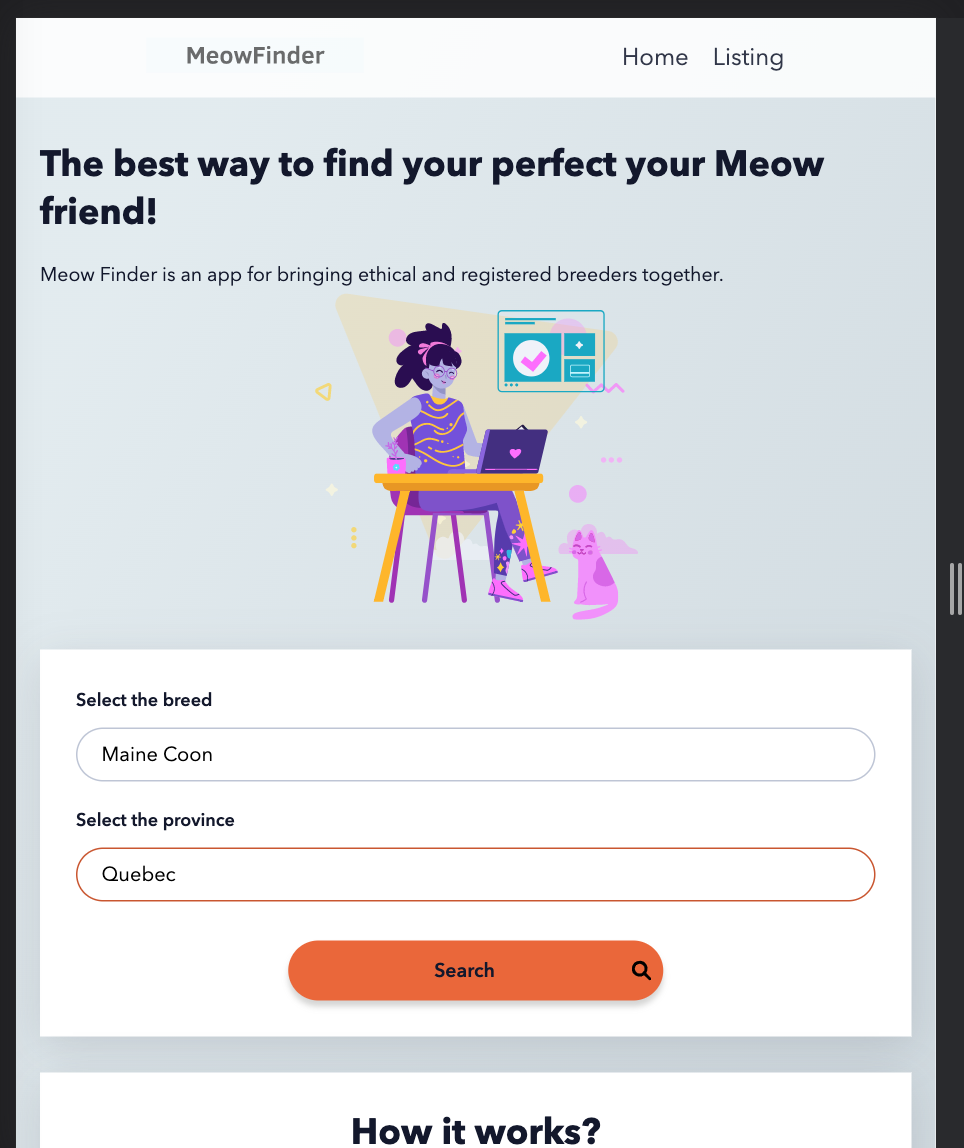 MeowFinder
Home Listing
The best way to find your perfect your Meow
friend!
Meow Finder is an app for bringing ethical and registered breeders together.
Select the breed
Maine Coon
Select the province
Quebec
Search
How it works?